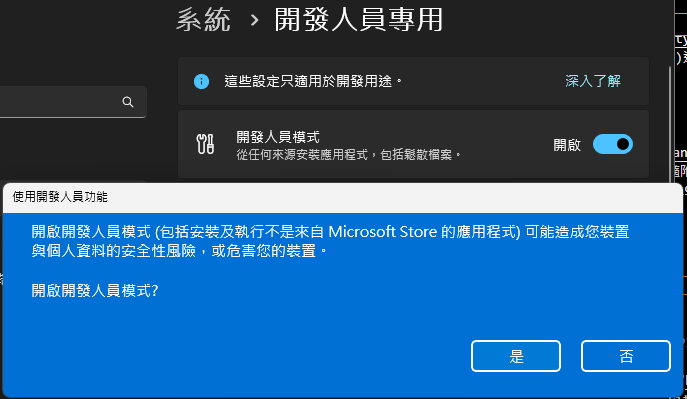 系統 › 開發人員專用
這些設定只適用於開發用途。 深入了解
開發人員模式
從任何來源安裝應用程式，包括鬆散檔案。
開啟
使用開發人員功能
開啟開發人員模式 (包括安裝及執行不是來自 Microsoft Store 的應用程式) 可能造成您裝置
與個人資料的安全性風險，或危害您的裝置。
開啟開發人員模式?
是 否